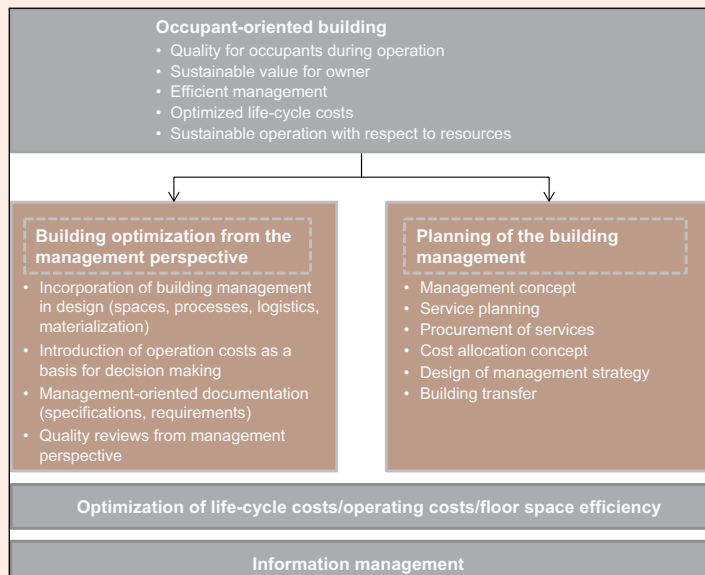 Occupant-oriented building
• Quality for occupants during operation
• Sustainable value for owner
• Efficient management
• Optimized life-cycle costs
• Sustainable operation with respect to resources
Building optimization from the
management perspective
• Incorporation of building management
in design (spaces, processes, logistics,
materialization)
• Introduction of operation costs as a
basis for decision making
• Management-oriented documentation
(specifications, requirements)
• Quality reviews from management
perspective
Planning of the building
management
• Management concept
• Service planning
• Procurement of services
• Cost allocation concept
• Design of management strategy
• Building transfer
Optimization of life-cycle costs/operating costs/floor space efficiency
Information management